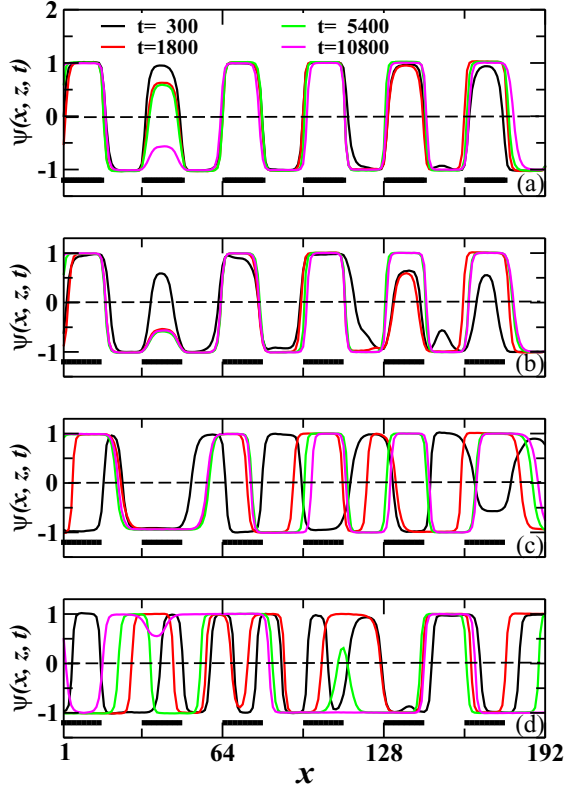 2
t= 300
t= 5400
t=1800
t=10800
1
0
-1
ψ(x, z, t)
(a)
1
0
-1
ψ(x, z, t)
(b)
1
0
-1
ψ(x, z, t)
(c)
1
0
-1
ψ(x, z, t)
(d)
1
64
128
192
x